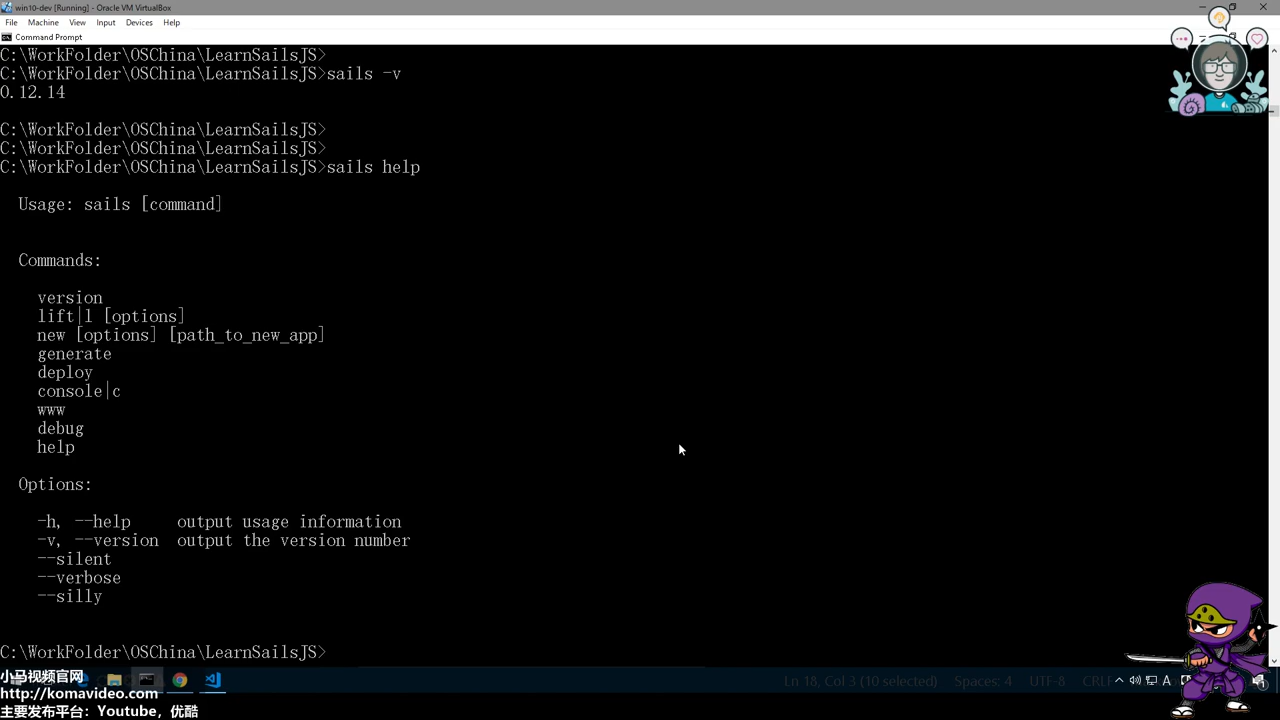 win10-dev [Running] - Oracle VM VirtualBox
File Machine View Input Devices Help
Command Prompt
C:\WorkFolder\OSChina\LearnSailsJS>
C:\WorkFolder\OSChina\LearnSailsJS>sails -v
0.12.14
C:\WorkFolder\OSChina\LearnSailsJS>
C:\WorkFolder\OSChina\LearnSailsJS>
C:\WorkFolder\OSChina\LearnSailsJS>sails help
Usage: sails [command]
Commands:
version
lift|l [options]
new [options] [path_to_new_app]
generate
deploy
console|c
www
debug
help
Options:
-h, --help output usage information
-v, --version output the version number
--silent
--verbose
--silly
C:\WorkFolder\OSChina\LearnSailsJS>
小马视频官网
http://komavideo.com
主要发布平台：Youtube，优酷
Ln 18, Col 3 (10 selected) Spaces: 4 UTF-8 CRL
A